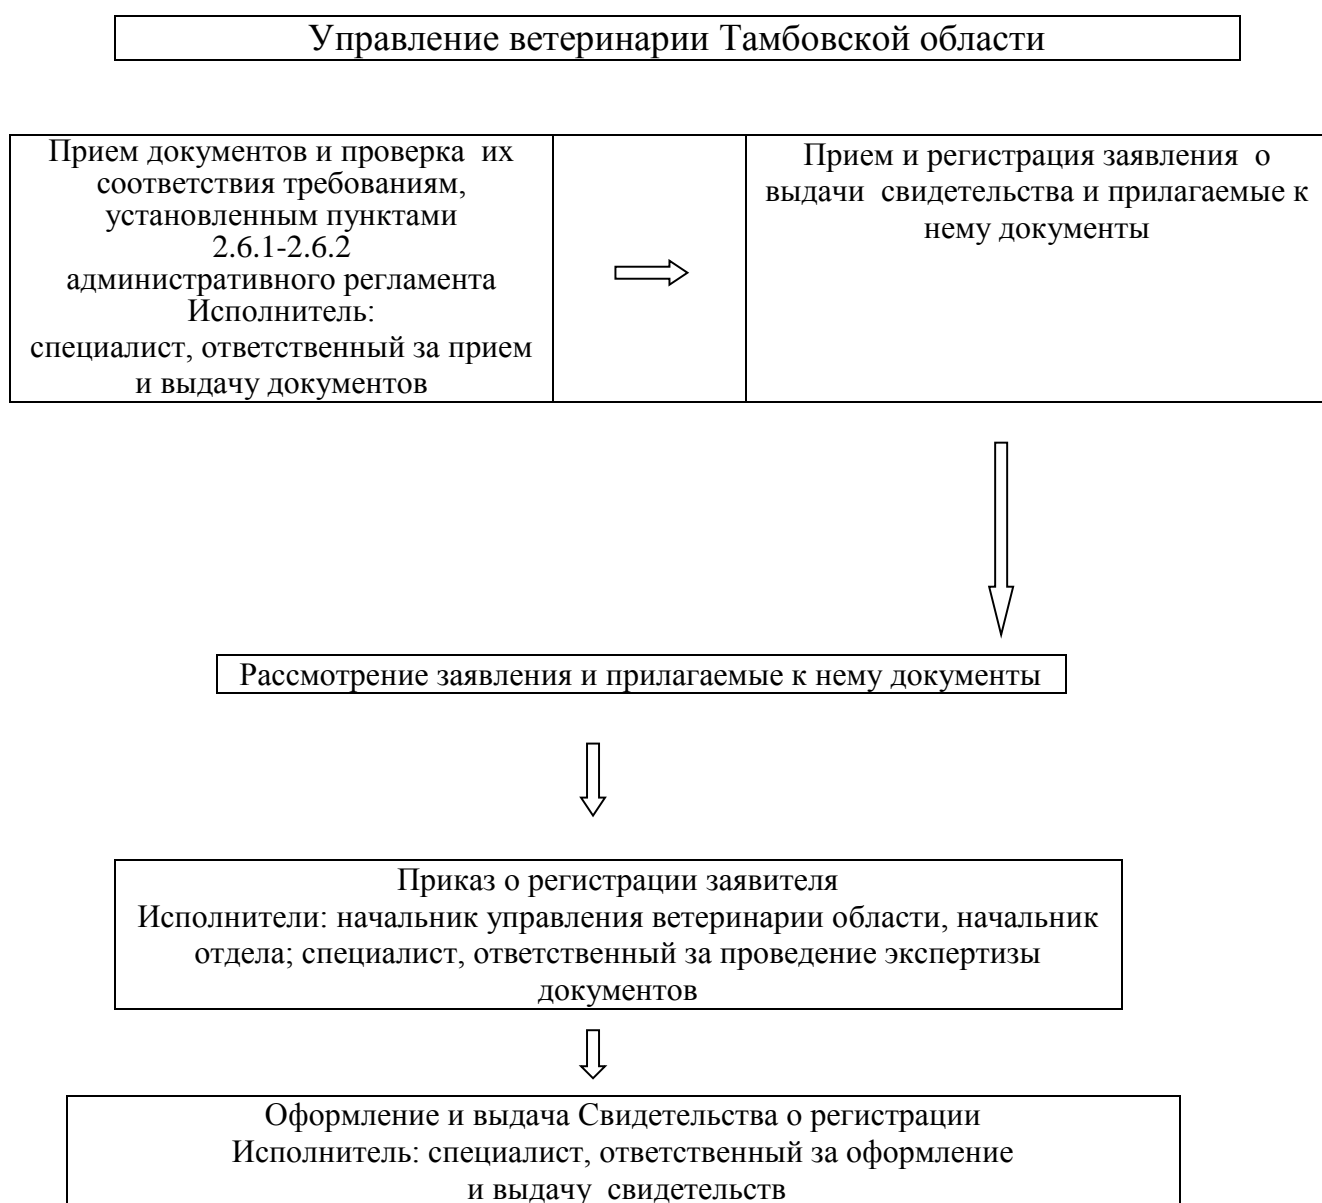 Управление ветеринарии Тамбовской области
Прием документов и проверка их
соответствия требованиям,
установленным пунктами
2.6.1-2.6.2
административного регламента
Исполнитель:
специалист, ответственный за прием
и выдачу документов
Прием и регистрация заявления о
выдачи свидетельства и прилагаемые к
нему документы
Рассмотрение заявления и прилагаемые к нему документы
Приказ о регистрации заявителя
Исполнители: начальник управления ветеринарии области, начальник
отдела; специалист, ответственный за проведение экспертизы
документов
Оформление и выдача Свидетельства о регистрации
Исполнитель: специалист, ответственный за оформление
и выдачу свидетельств